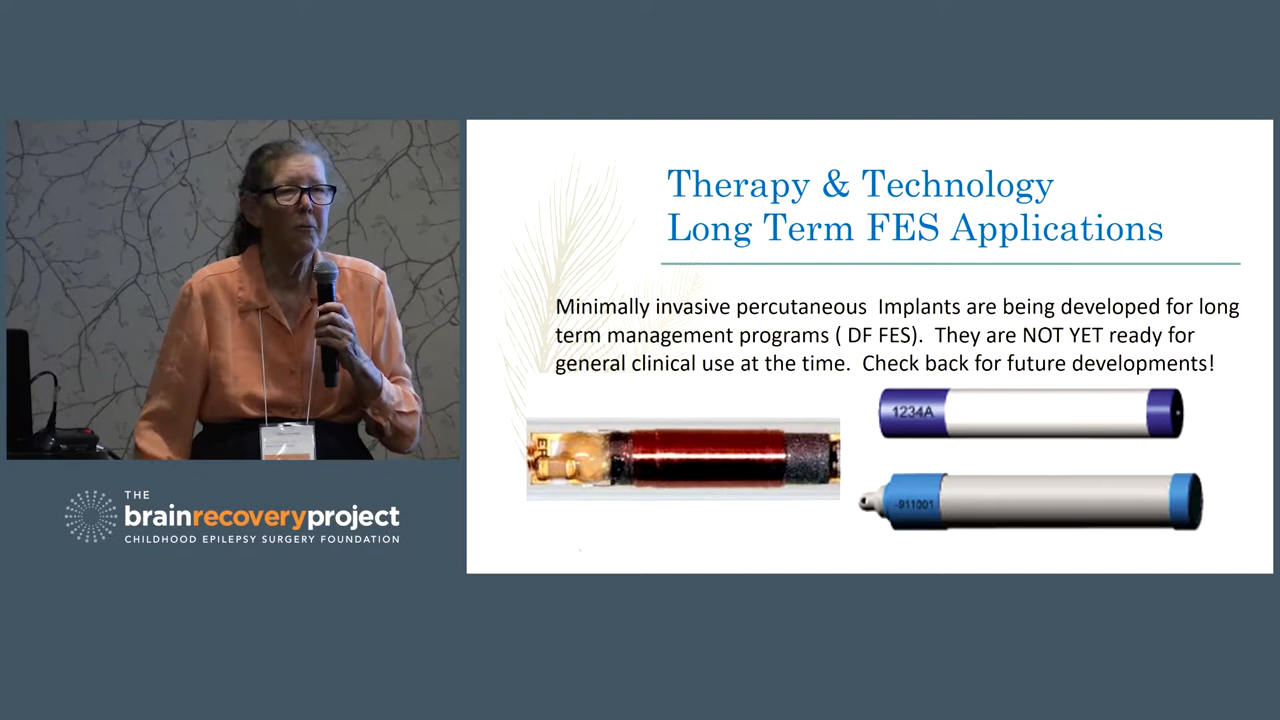 Therapy & Technology
Long Term FES Applications
Minimally invasive percutaneous Implants are being developed for long
term management programs ( DF FES). They are NOT YET ready for
general clinical use at the time. Check back for future developments!
1234A
-911001
THE
brainrecoveryproject
CHILDHOOD EPILEPSY SURGERY FOUNDATION